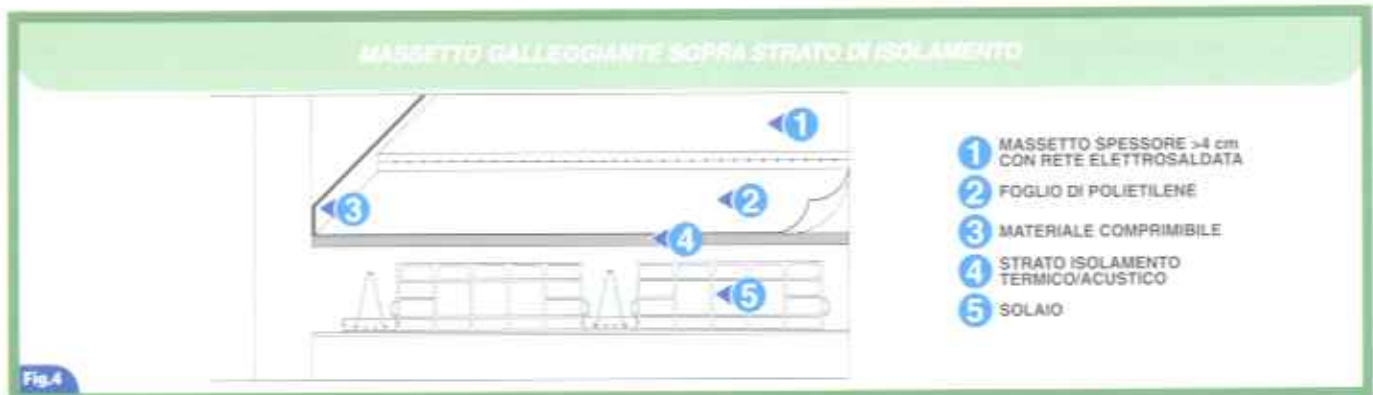 MASSETTO GALLEGGIANTE SOPRA STRATO DI ISOLAMENTO
1
2
3
4
5
1 MASSETTO SPESSORE >4 cm
CON RETE ELETTROSALDATA
2 FOGLIO DI POLIETILENE
3 MATERIALE COMPRIMIBILE
4 STRATO ISOLAMENTO
TERMICO/ACUSTICO
5 SOLAIO
Fig.4